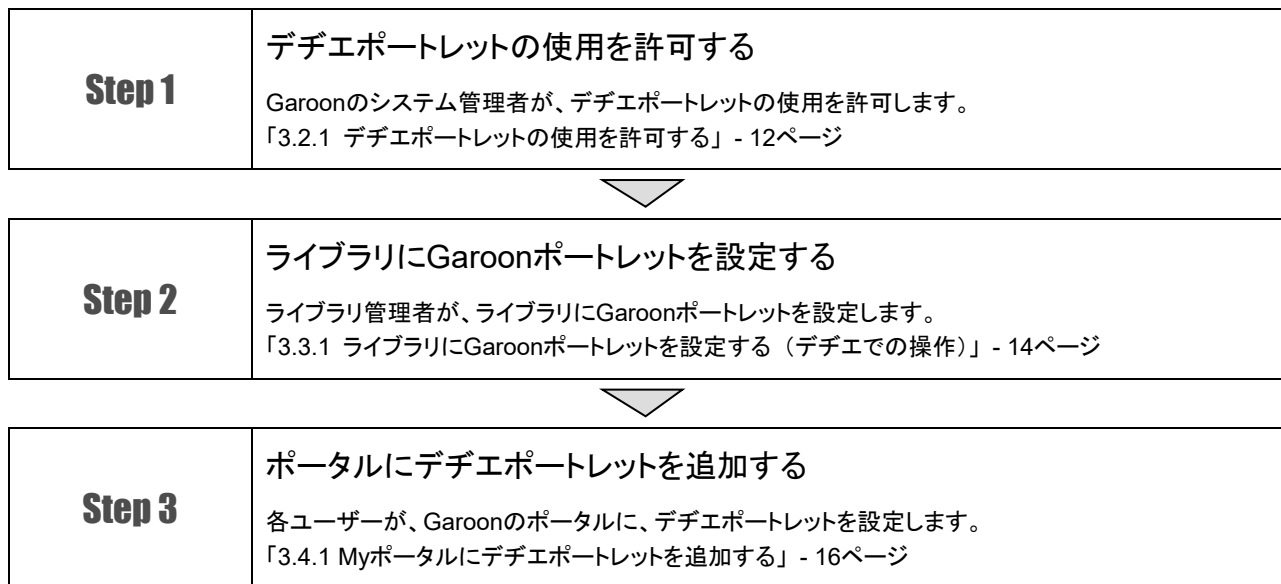 Step 1
デヂエポートレットの使用を許可する
Garoonのシステム管理者が、デヂエポートレットの使用を許可します。
「3.2.1 デヂエポートレットの使用を許可する」 - 12ページ
Step 2
ライブラリにGaroonポートレットを設定する
ライブラリ管理者が、ライブラリにGaroonポートレットを設定します。
「3.3.1 ライブラリにGaroonポートレットを設定する （デヂエでの操作）」 - 14ページ
Step 3
ポータルにデヂエポートレットを追加する
各ユーザーが、Garoonのポータルに、デヂエポートレットを設定します。
「3.4.1 Myポータルにデヂエポートレットを追加する」 - 16ページ